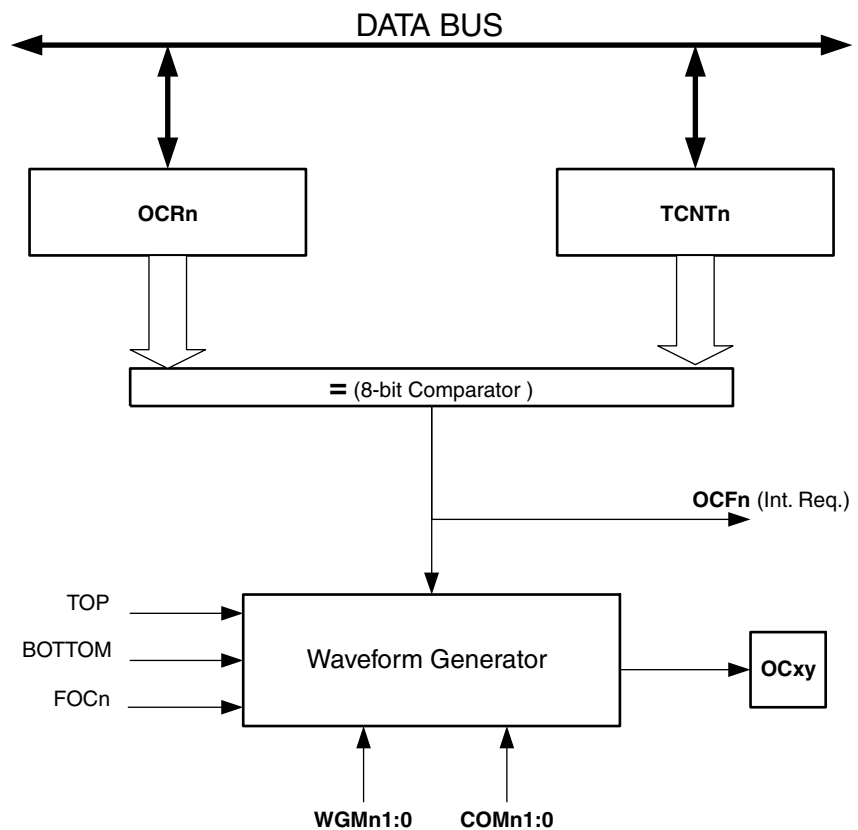 DATA BUS
OCRn
TCNTn
= (8-bit Comparator )
OCFn (Int. Req.)
TOP
BOTTOM
FOCn
Waveform Generator
OCxy
WGMn1:0
COMn1:0